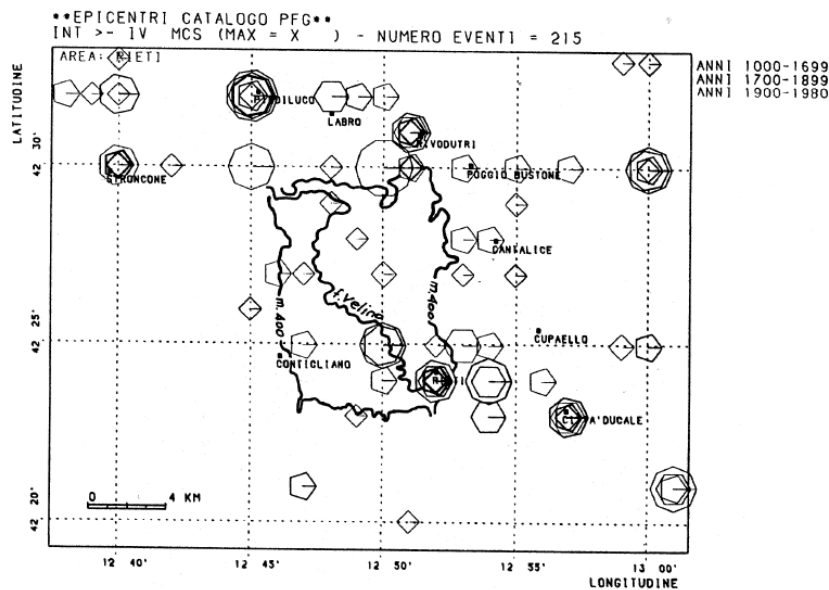 **EPICENTRI CATALOGO PFG**
INT >- IV MCS (MAX = X ) - NUMERO EVENTI = 215
AREA: RIETI
ANNI 1000-1699
ANNI 1700-1899
ANNI 1900-1980
LATITUDINE
PIEDILUCO
LABRO
RIVODUTRI
42 30'
STRONCONE
POGGIO BUSTONE
CANTALICE
m.400
f. Velino
m.400
42 25'
CUPAELLO
CONTIGLIANO
RIETI
CITTA'DUCALE
0 4 KM
42 20'
12 40' 12 45' 12 50' 12 55' 13 00'
LONGITUDINE